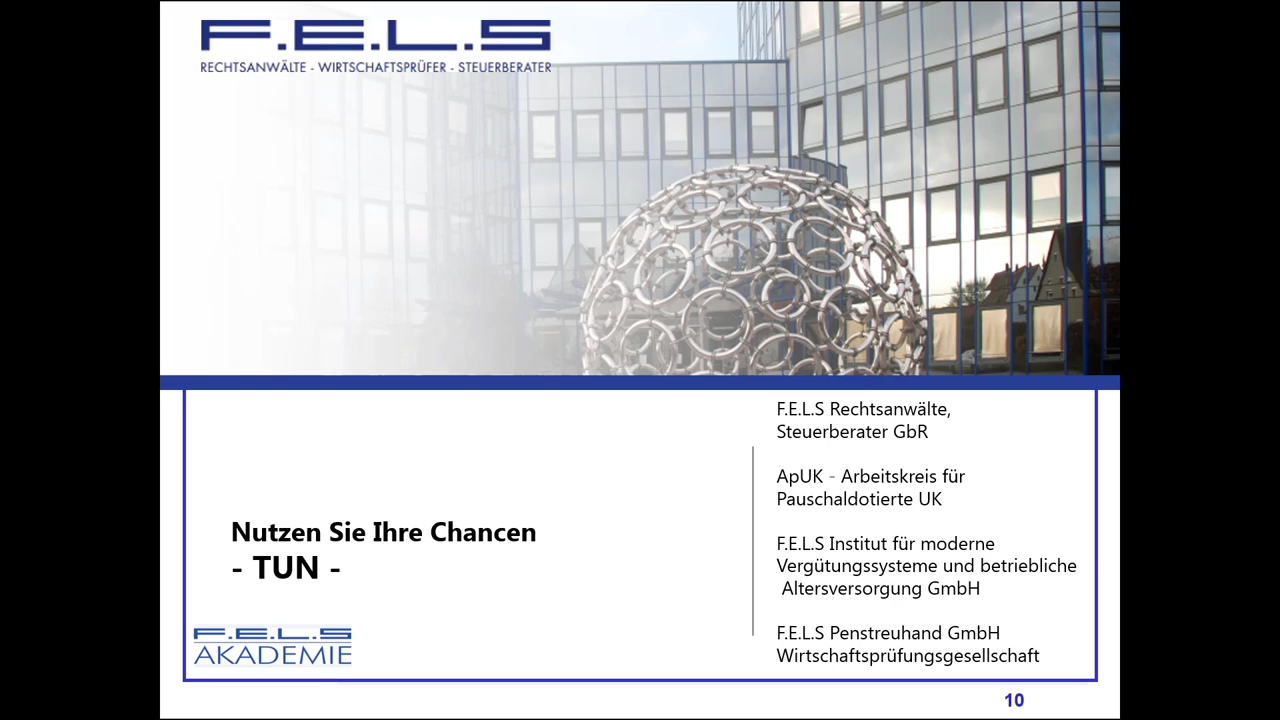 F.E.L.S
RECHTSANWÄLTE - WIRTSCHAFTSPRÜFER - STEUERBERATER
Nutzen Sie Ihre Chancen
- TUN -
F.E.L.S
AKADEMIE
F.E.L.S Rechtsanwälte,
Steuerberater GbR
ApUK - Arbeitskreis für
Pauschaldotierte UK
F.E.L.S Institut für moderne
Vergütungssysteme und betriebliche
Altersversorgung GmbH
F.E.L.S Penstreuhand GmbH
Wirtschaftsprüfungsgesellschaft
10